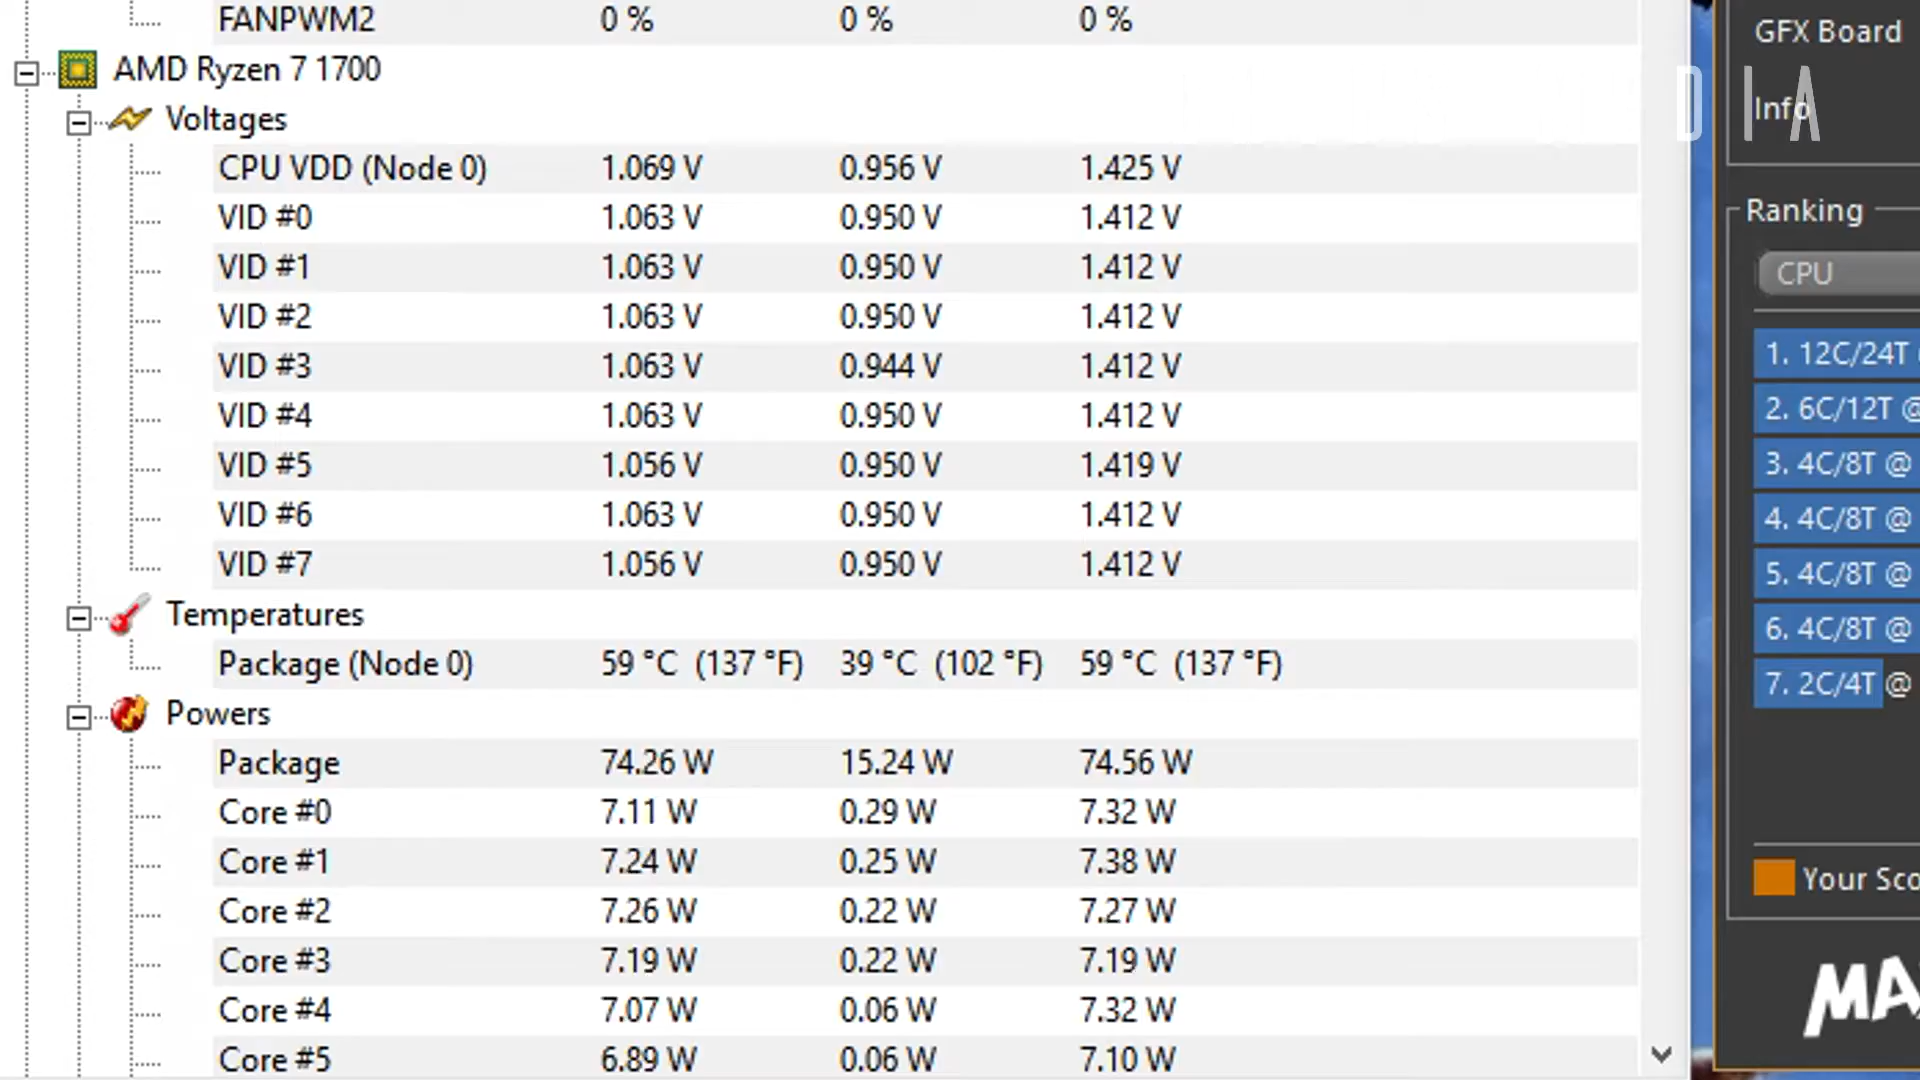 FANPWM2 0 % 0 % 0 %
AMD Ryzen 7 1700
Voltages
CPU VDD (Node 0) 1.069 V 0.956 V 1.425 V
VID #0 1.063 V 0.950 V 1.412 V
VID #1 1.063 V 0.950 V 1.412 V
VID #2 1.063 V 0.950 V 1.412 V
VID #3 1.063 V 0.944 V 1.412 V
VID #4 1.063 V 0.950 V 1.412 V
VID #5 1.056 V 0.950 V 1.419 V
VID #6 1.063 V 0.950 V 1.412 V
VID #7 1.056 V 0.950 V 1.412 V
Temperatures
Package (Node 0) 59 °C (137 °F) 39 °C (102 °F) 59 °C (137 °F)
Powers
Package 74.26 W 15.24 W 74.56 W
Core #0 7.11 W 0.29 W 7.32 W
Core #1 7.24 W 0.25 W 7.38 W
Core #2 7.26 W 0.22 W 7.27 W
Core #3 7.19 W 0.22 W 7.19 W
Core #4 7.07 W 0.06 W 7.32 W
Core #5 6.89 W 0.06 W 7.10 W
GFX Board
DIA
Info
Ranking
CPU
1. 12C/24T
2. 6C/12T @
3. 4C/8T @
4. 4C/8T @
5. 4C/8T @
6. 4C/8T @
7. 2C/4T @
Your Sco
MA